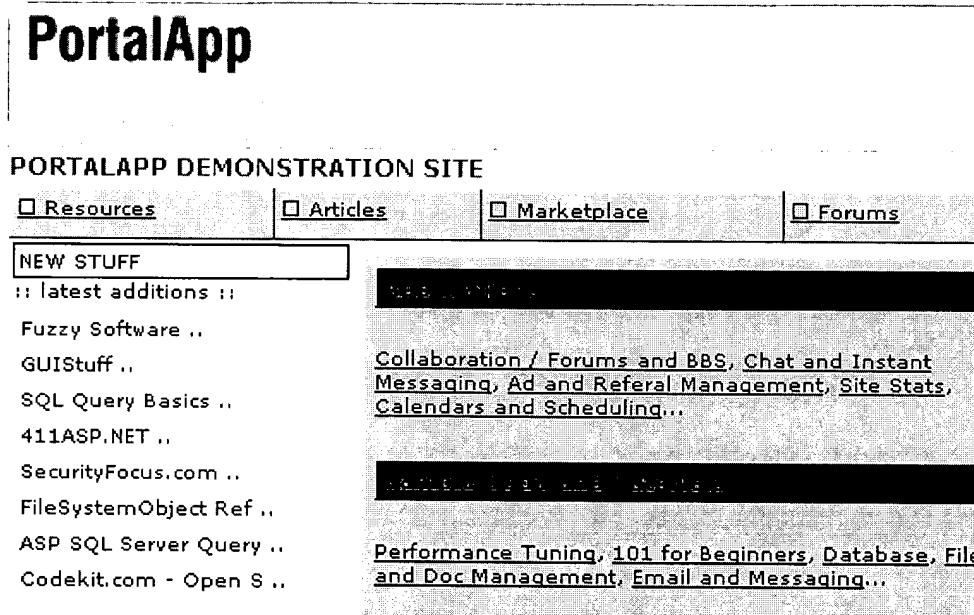 PortalApp
PORTALAPP DEMONSTRATION SITE
Resources Articles Marketplace Forums
NEW STUFF
:: latest additions ::
Fuzzy Software ..
GUIStuff ..
SQL Query Basics ..
411ASP.NET ..
SecurityFocus.com ..
FileSystemObject Ref ..
ASP SQL Server Query ..
Codekit.com - Open S ..
Collaboration / Forums and BBS, Chat and Instant
Messaging, Ad and Referal Management, Site Stats,
Calendars and Scheduling...
Performance Tuning, 101 for Beginners, Database, File
and Doc Management, Email and Messaging...